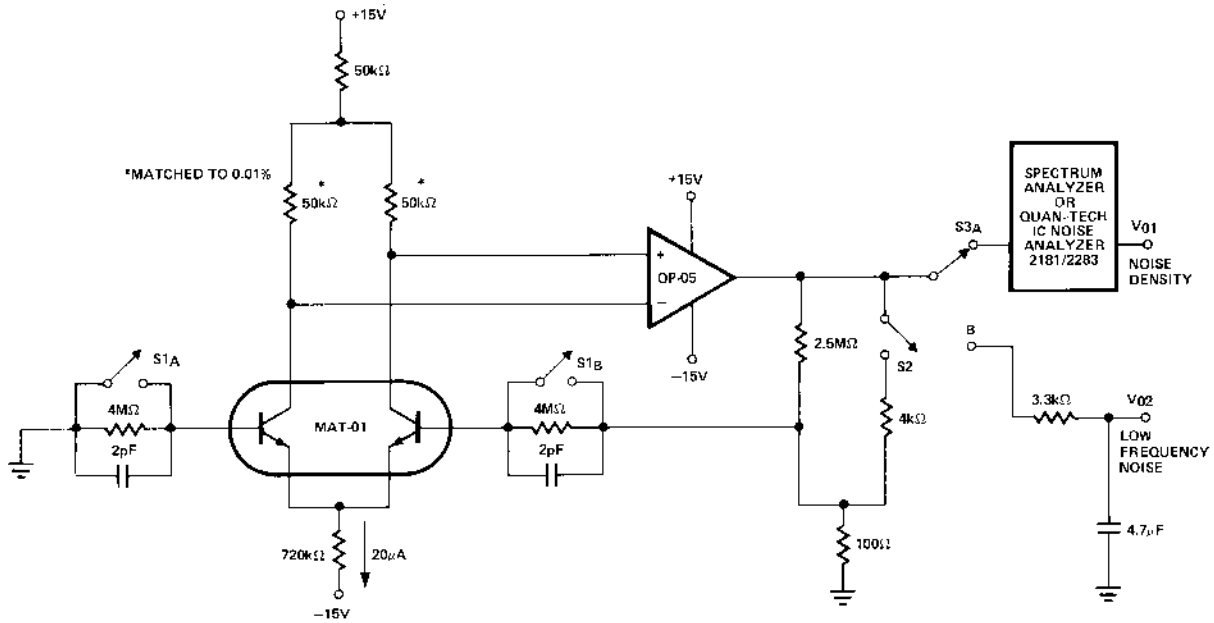 +15V
50kΩ
*MATCHED TO 0.01%
*
50kΩ
*
50kΩ
+15V
+
OP-05
−
−15V
S3A
SPECTRUM
ANALYZER
OR
QUAN-TECH
IC NOISE
ANALYZER
2181/2283
V01
NOISE
DENSITY
S1A
4MΩ
2pF
MAT-01
S1B
4MΩ
2pF
2.5MΩ
S2
4kΩ
B
3.3kΩ
V02
LOW
FREQUENCY
NOISE
720kΩ
20μA
−15V
100Ω
4.7μF